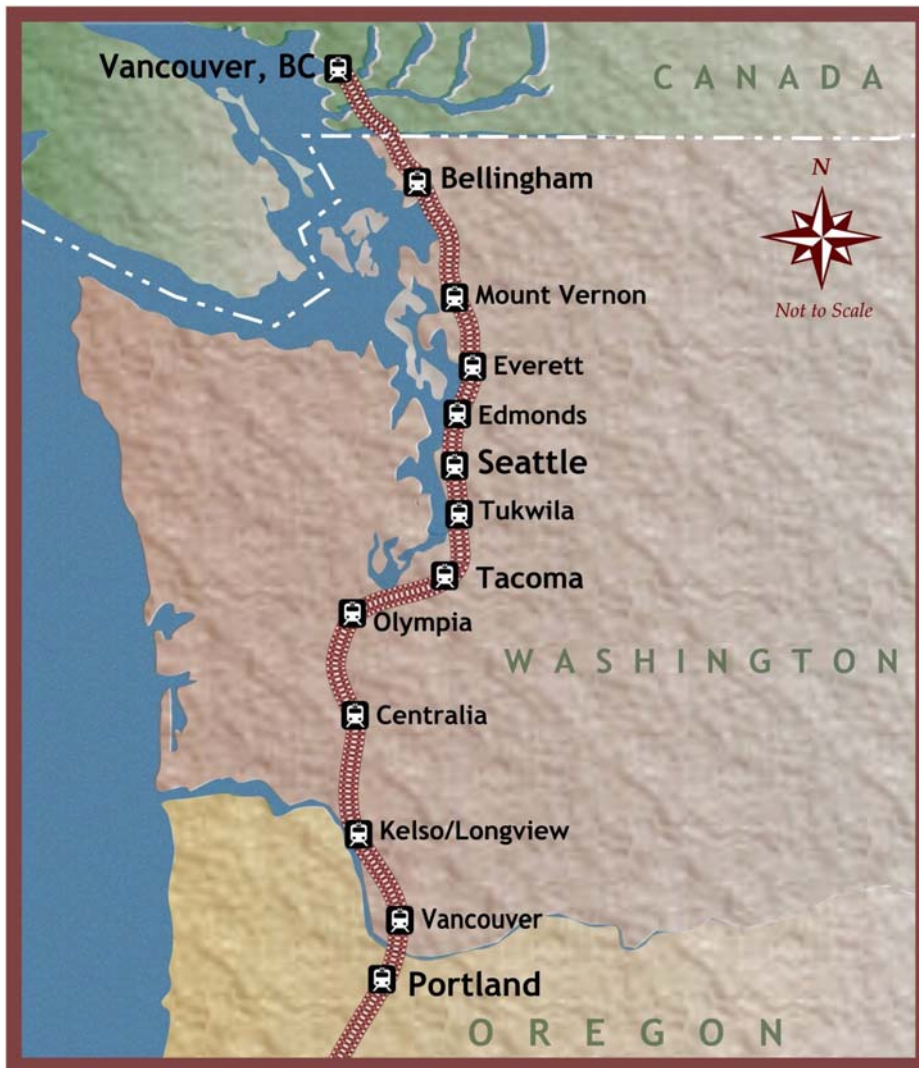 Vancouver, BC
CANADA
Bellingham
N
Mount Vernon
Not to Scale
Everett
Edmonds
Seattle
Tukwila
Tacoma
Olympia
WASHINGTON
Centralia
Kelso/Longview
Vancouver
Portland
OREGON